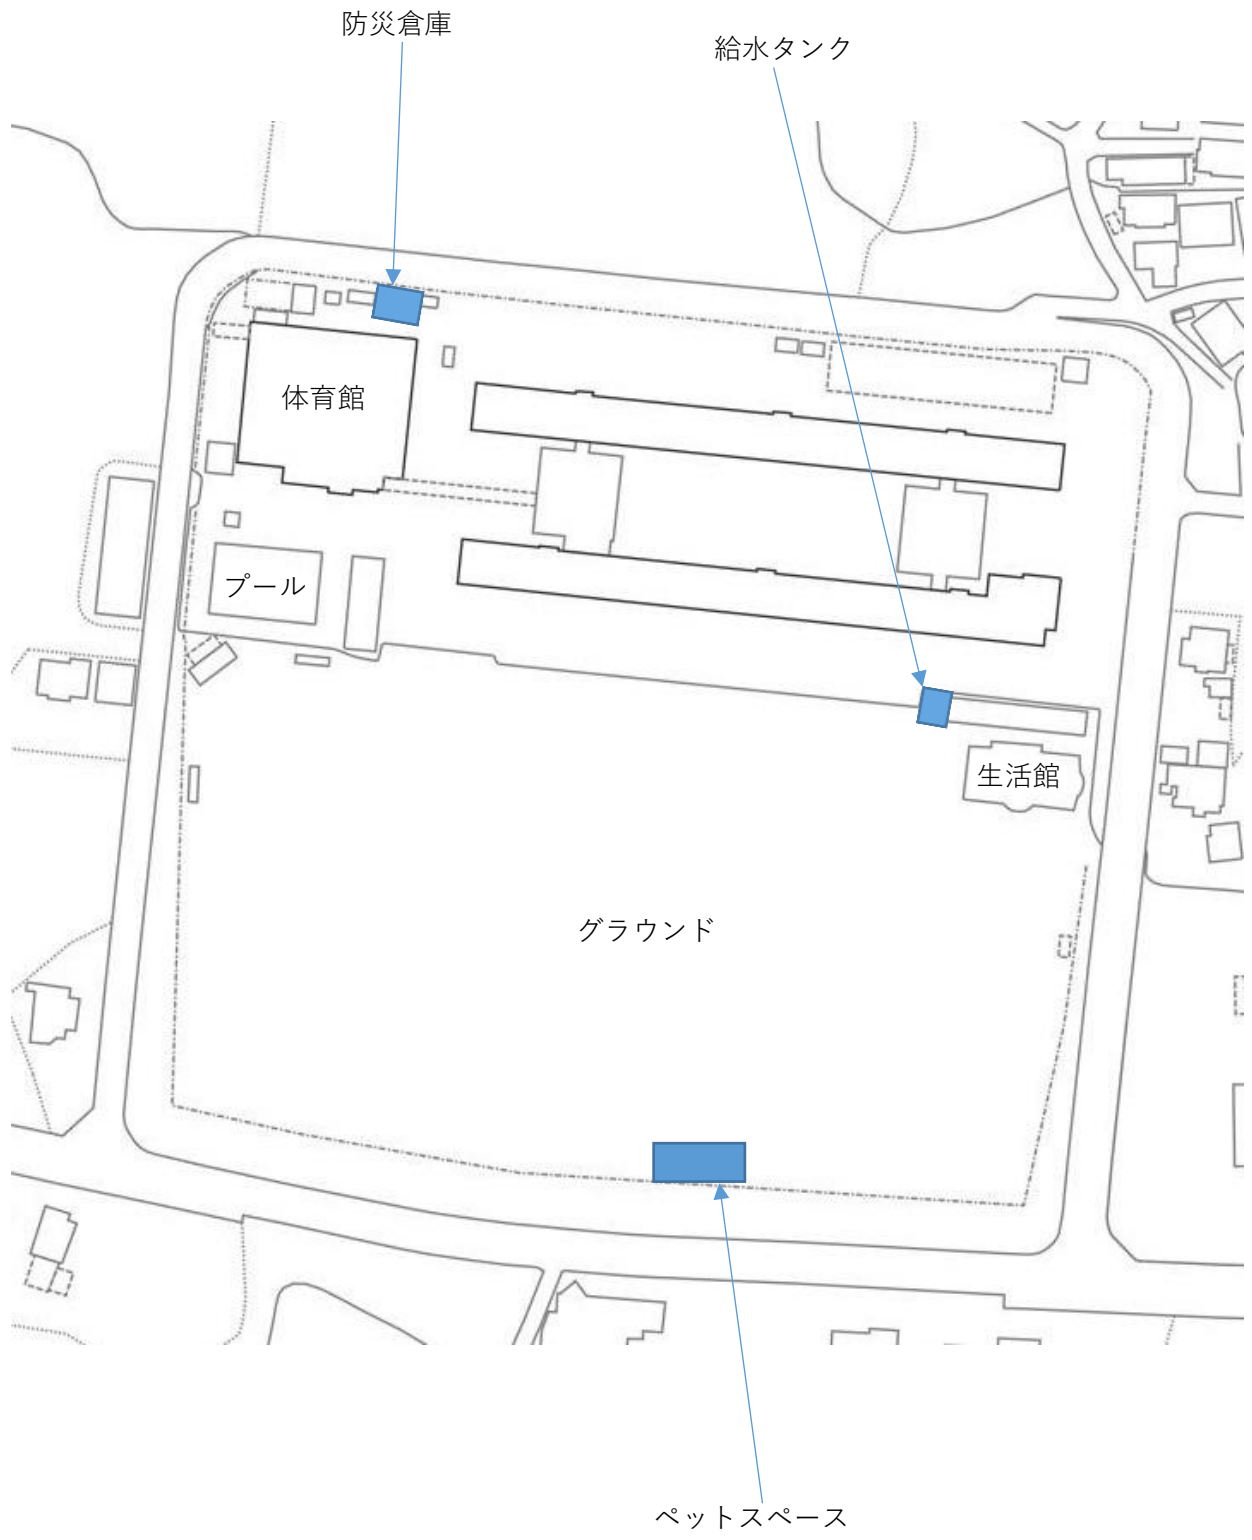 防災倉庫
給水タンク
体育館
プール
生活館
グラウンド
ペットスペース